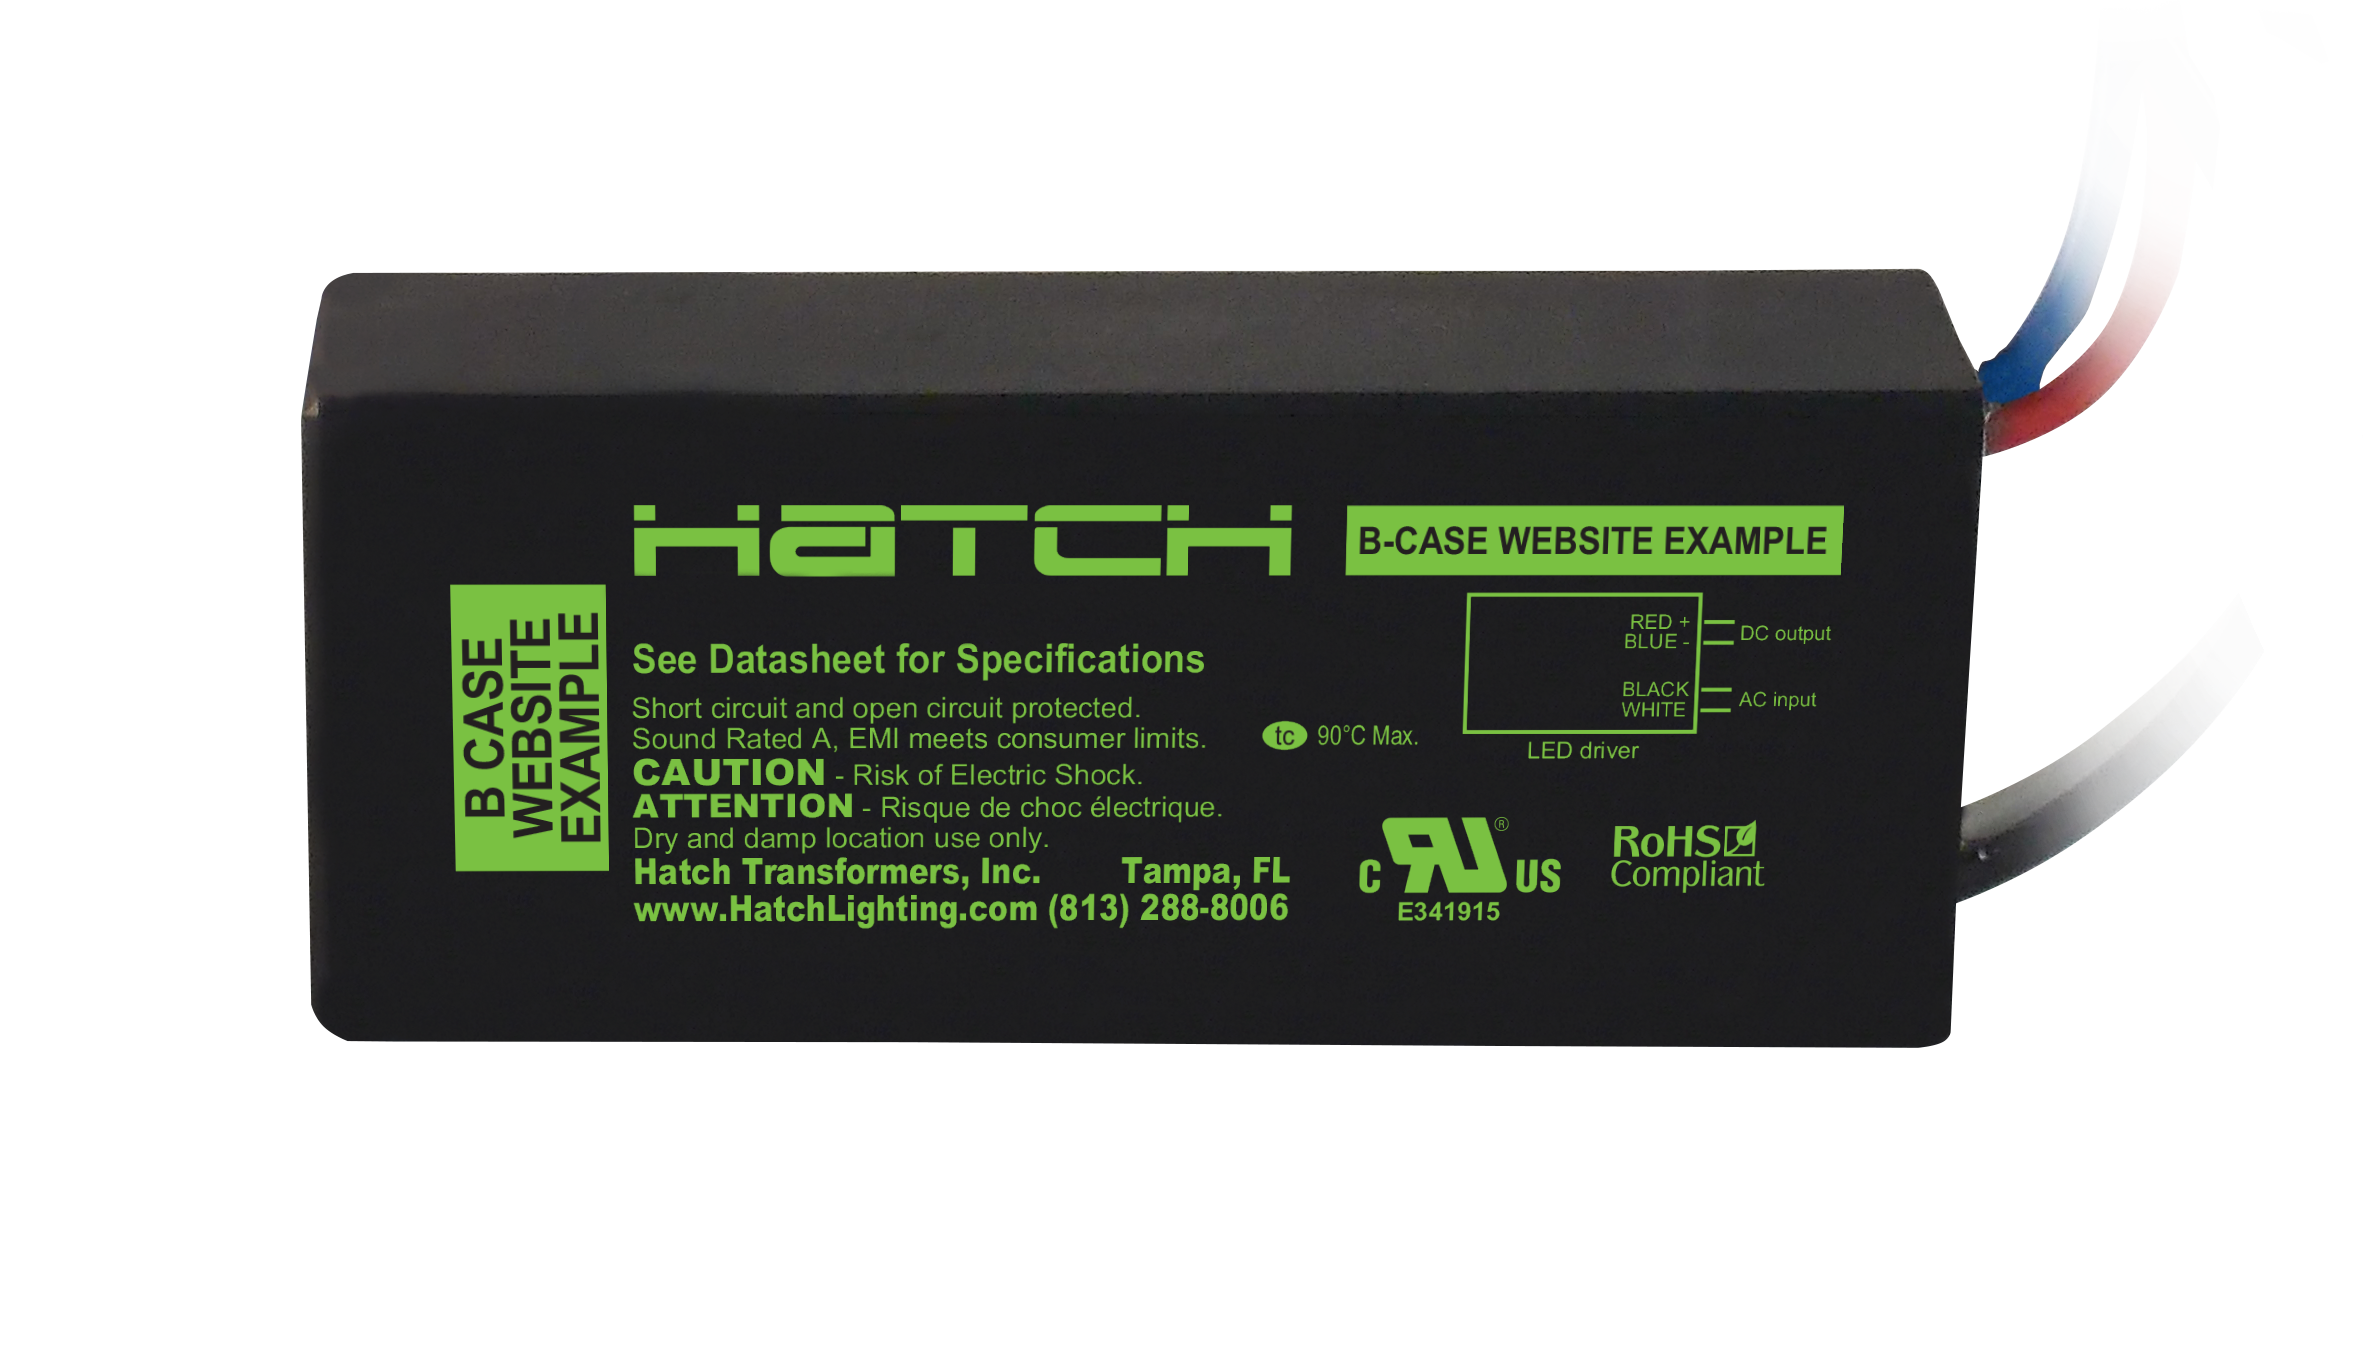 HaTCH
B-CASE WEBSITE EXAMPLE
B CASE
WEBSITE
EXAMPLE
See Datasheet for Specifications
Short circuit and open circuit protected.
Sound Rated A, EMI meets consumer limits.
CAUTION - Risk of Electric Shock.
ATTENTION - Risque de choc électrique.
Dry and damp location use only.
Hatch Transformers, Inc. Tampa, FL
www.HatchLighting.com (813) 288-8006
tc 90°C Max.
RED +
BLUE -
DC output
BLACK
WHITE
AC input
LED driver
C RU ® US
E341915
RoHS
Compliant